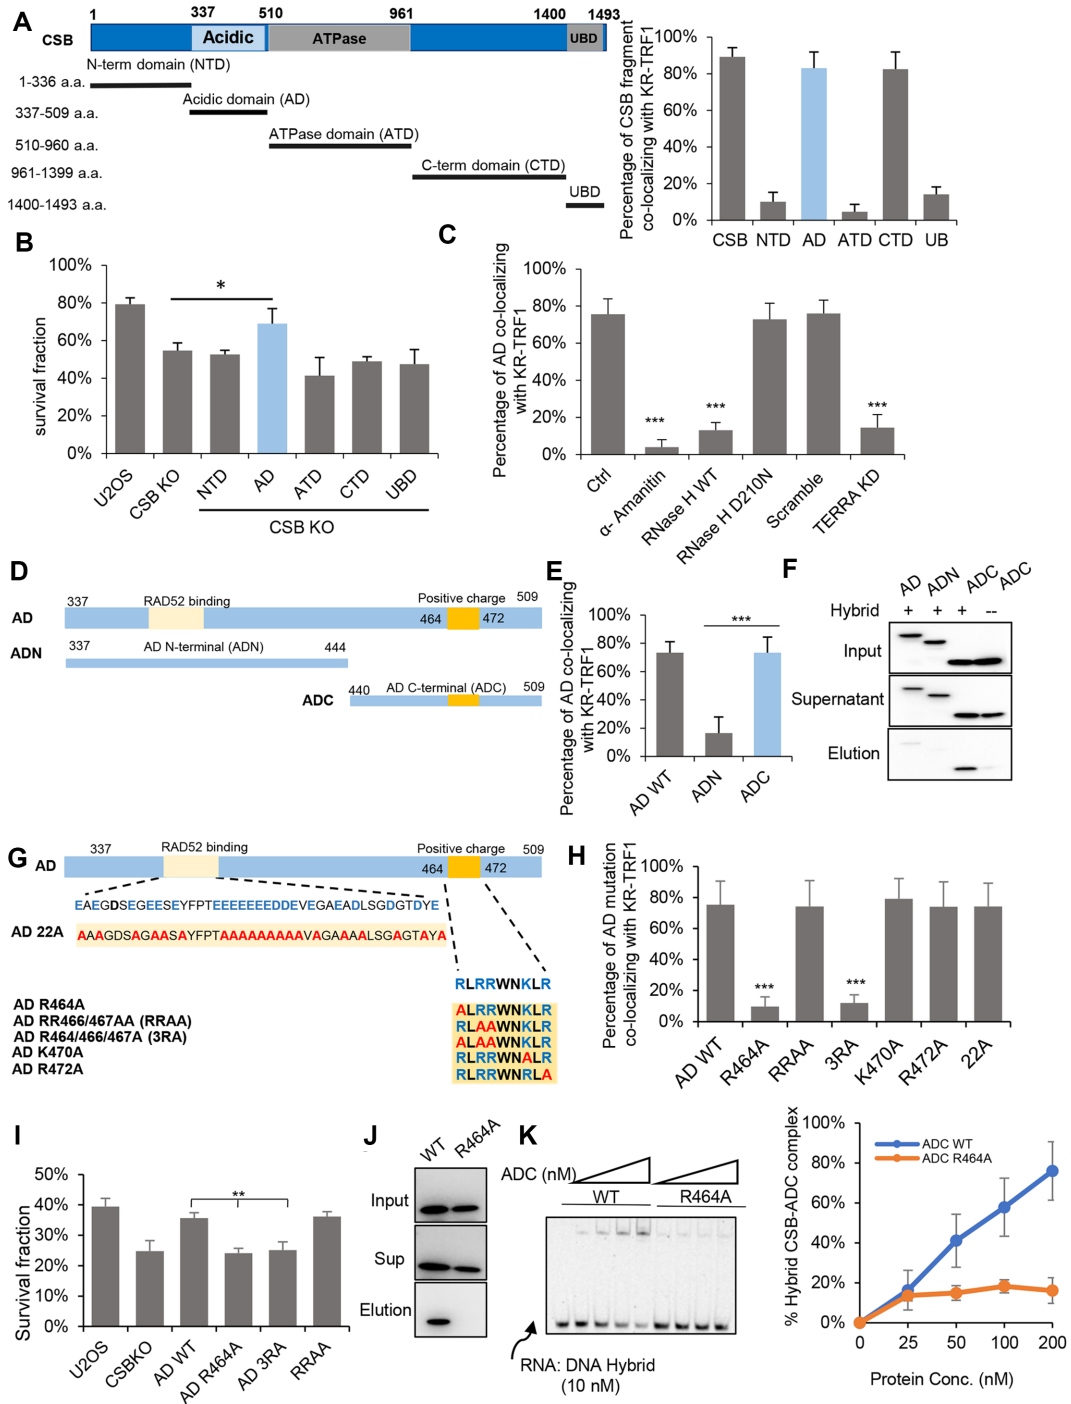 A
1 337 510 961 1400 1493
CSB Acidic ATPase UBD
N-term domain (NTD)
1-336 a.a.
Acidic domain (AD)
337-509 a.a.
ATPase domain (ATD)
510-960 a.a.
C-term domain (CTD)
961-1399 a.a.
UBD
1400-1493 a.a.
Percentage of CSB fragment
co-localizing with KR-TRF1
100%
80%
60%
40%
20%
0%
CSB NTD AD ATD CTD UB
B
survival fraction
100%
80%
60%
40%
20%
0%
*
U2OS CSB KO NTD AD ATD CTD UBD
CSB KO
C
Percentage of AD co-localizing
with KR-TRF1
100%
80%
60%
40%
20%
0%
*** *** ***
Ctrl α- Amanitin RNase H WT RNase H D210N Scramble TERRA KD
D
337 RAD52 binding Positive charge 509
AD 464 472
ADN 337 AD N-terminal (ADN) 444
440 AD C-terminal (ADC) 509
ADC
E
Percentage of AD co-localizing
with KR-TRF1
100%
80%
60%
40%
20%
0%
***
AD WT ADN ADC
F
AD ADN ADC ADC
Hybrid + + + --
Input
Supernatant
Elution
G
337 RAD52 binding Positive charge 509
AD 464 472
EAEGDSEGEESEYFPTEEEEEEEDDEVEGAEADLSGDGTDYE
AD 22A AAAGDSAGAASAYFPTAAAAAAAAAVAGAAAALSGAGTAYA
RLRRWNKLR
AD R464A ALRRWNKLR
AD RR466/467AA (RRAA) RLAAWNKLR
AD R464/466/467A (3RA) ALAAWNKLR
AD K470A RLRRWNALR
AD R472A RLRRWNRLA
H
Percentage of AD mutation
co-localizing with KR-TRF1
100%
80%
60%
40%
20%
0%
*** ***
AD WT R464A RRAA 3RA K470A R472A 22A
I
Survival fraction
50%
40%
30%
20%
10%
0%
**
U2OS CSBKO AD WT AD R464A AD 3RA RRAA
J
WT R464A
Input
Sup
Elution
K
ADC (nM)
WT R464A
RNA: DNA Hybrid
(10 nM)
% Hybrid CSB-ADC complex
100%
80%
60%
40%
20%
0%
ADC WT
ADC R464A
0 25 50 100 200
Protein Conc. (nM)